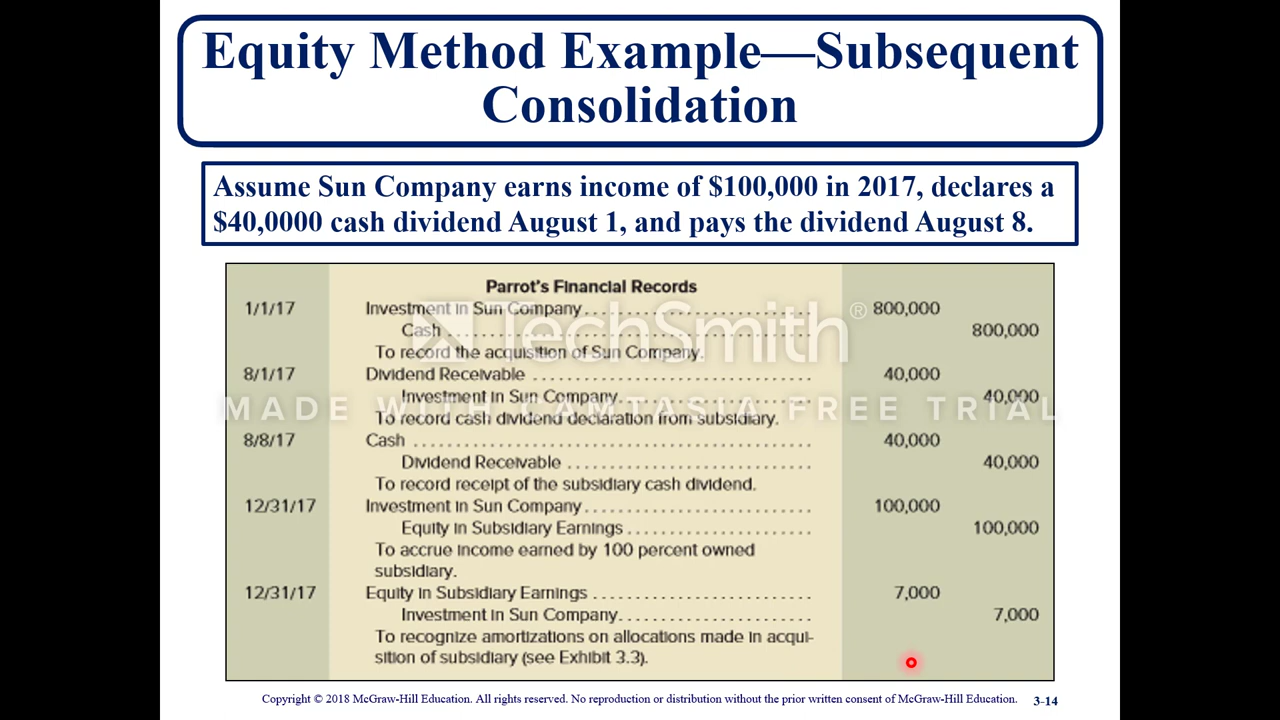 Equity Method Example—Subsequent
Consolidation
Assume Sun Company earns income of $100,000 in 2017, declares a
$40,0000 cash dividend August 1, and pays the dividend August 8.
Parrot's Financial Records
1/1/17 Investment in Sun Company 800,000
Cash 800,000
To record the acquisition of Sun Company.
TechSmith®
8/1/17 Dividend Receivable 40,000
Investment in Sun Company 40,000
MADE WITH CAMTASIA FREE TRIAL
To record cash dividend declaration from subsidiary.
8/8/17 Cash 40,000
Dividend Receivable 40,000
To record receipt of the subsidiary cash dividend.
12/31/17 Investment in Sun Company 100,000
Equity in Subsidiary Earnings 100,000
To accrue income earned by 100 percent owned
subsidiary.
12/31/17 Equity in Subsidiary Earnings 7,000
Investment in Sun Company 7,000
To recognize amortizations on allocations made in acqui-
sition of subsidiary (see Exhibit 3.3).
Copyright © 2018 McGraw-Hill Education. All rights reserved. No reproduction or distribution without the prior written consent of McGraw-Hill Education. 3-14